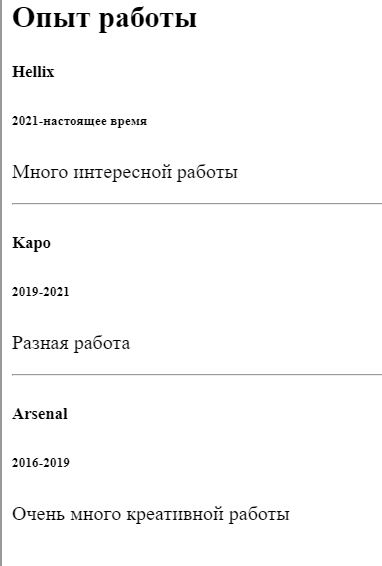 Опыт работы
Hellix
2021-настоящее время
Много интересной работы
Kapo
2019-2021
Разная работа
Arsenal
2016-2019
Очень много креативной работы